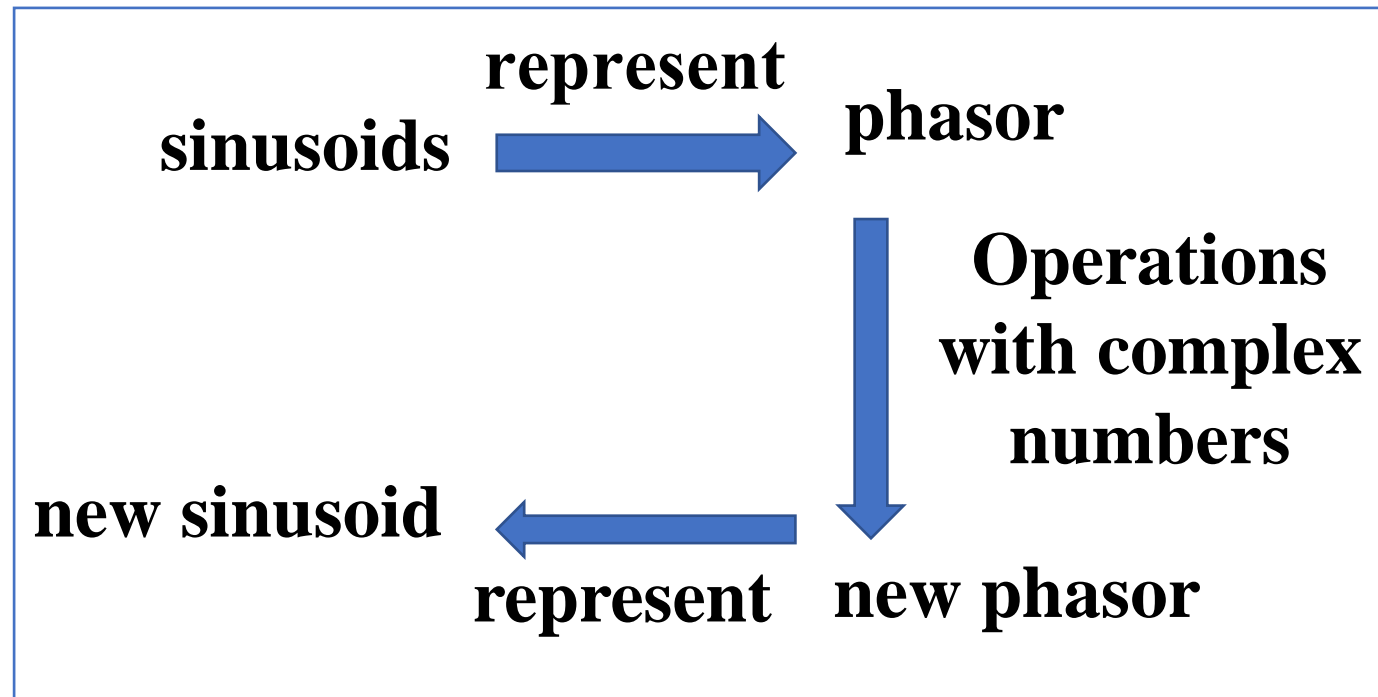 represent
sinusoids
phasor
Operations
with complex
numbers
new sinusoid
represent
new phasor